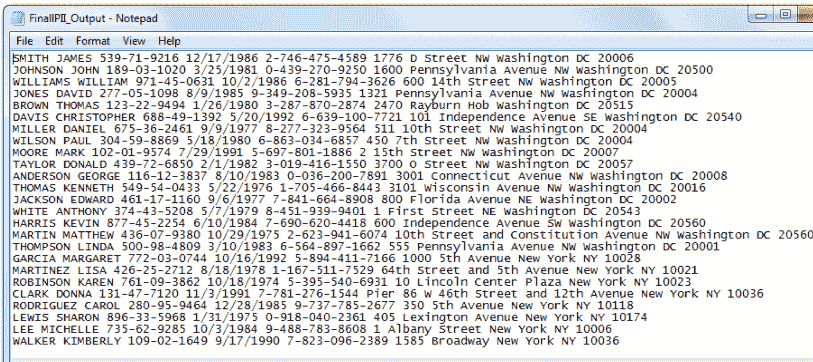 FinalPII_Output - Notepad
File Edit Format View Help
SMITH JAMES 539-71-9216 12/17/1986 2-746-475-4589 1776 D Street NW Washington DC 20006
JOHNSON JOHN 189-03-1020 3/25/1981 0-439-270-9250 1600 Pennsylvania Avenue NW Washington DC 20500
WILLIAMS WILLIAM 971-45-0631 10/2/1986 6-281-794-3626 600 14th Street NW Washington DC 20005
JONES DAVID 277-05-1098 8/9/1985 9-349-208-5935 1321 Pennsylvania Avenue NW Washington DC 20004
BROWN THOMAS 123-22-9494 1/26/1980 3-287-870-2874 2470 Rayburn Hob Washington DC 20515
DAVIS CHRISTOPHER 688-49-1392 5/20/1992 6-639-100-7721 101 Independence Avenue SE Washington DC 20540
MILLER DANIEL 675-36-2461 9/9/1977 8-277-323-9564 511 10th Street NW Washington DC 20004
WILSON PAUL 304-59-8869 5/18/1980 6-863-034-6857 450 7th Street NW Washington DC 20004
MOORE MARK 102-01-9574 7/29/1991 5-697-801-1886 2 15th Street NW Washington DC 20007
TAYLOR DONALD 439-72-6850 2/1/1982 3-019-416-1550 3700 O Street NW Washington DC 20057
ANDERSON GEORGE 116-12-3837 8/10/1983 0-036-200-7891 3001 Connecticut Avenue NW Washington DC 20008
THOMAS KENNETH 549-54-0433 5/22/1976 1-705-466-8443 3101 Wisconsin Avenue NW Washington DC 20016
JACKSON EDWARD 461-17-1160 9/6/1977 7-841-664-8908 800 Florida Avenue NE Washington DC 20002
WHITE ANTHONY 374-43-5208 5/7/1979 8-451-939-9401 1 First Street NE Washington DC 20543
HARRIS KEVIN 877-45-2254 6/10/1984 7-690-620-4418 600 Independence Avenue SW Washington DC 20560
MARTIN MATTHEW 436-07-9380 10/29/1975 2-623-941-6074 10th Street and Constitution Avenue NW Washington DC 20560
THOMPSON LINDA 500-98-4809 3/10/1983 6-564-897-1662 555 Pennsylvania Avenue NW Washington DC 20001
GARCIA MARGARET 772-03-0744 10/16/1992 5-894-411-7166 1000 5th Avenue New York NY 10028
MARTINEZ LISA 426-25-2712 8/18/1978 1-167-511-7529 64th Street and 5th Avenue New York NY 10021
ROBINSON KAREN 761-09-3862 10/18/1974 5-395-540-6931 10 Lincoln Center Plaza New York NY 10023
CLARK DONNA 131-47-7120 11/3/1991 7-781-276-1544 Pier 86 W 46th Street and 12th Avenue New York NY 10036
RODRIGUEZ CAROL 280-95-9464 12/28/1985 9-737-785-2677 350 5th Avenue New York NY 10118
LEWIS SHARON 896-33-5968 1/31/1975 0-918-040-2361 405 Lexington Avenue New York NY 10174
LEE MICHELLE 735-62-9285 10/3/1984 9-488-783-8608 1 Albany Street New York NY 10006
WALKER KIMBERLY 109-02-1649 9/17/1990 7-823-096-2389 1585 Broadway New York NY 10036